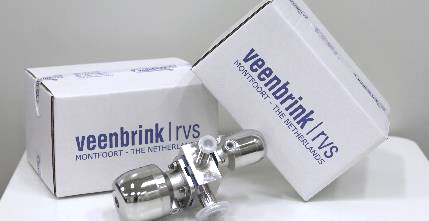 veenbrink|rvs
MONTFOORT - THE NETHERLANDS
veenbrink|rvs
MONTFOORT - THE NETHERLANDS